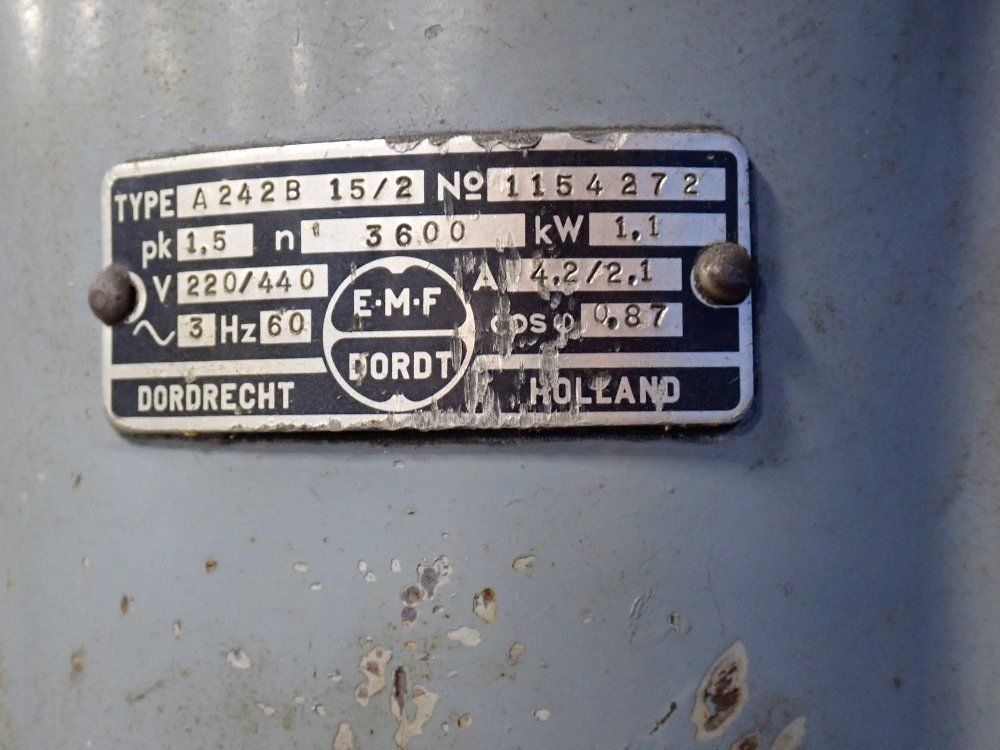 TYPE A242B 15/2 Nº 1154272
pk 1,5 n 3600 kW 1.1
V 220/440 A 4.2/2.1
∿ 3 Hz 60 cos φ 0,87
E·M·F
DORDT
DORDRECHT HOLLAND